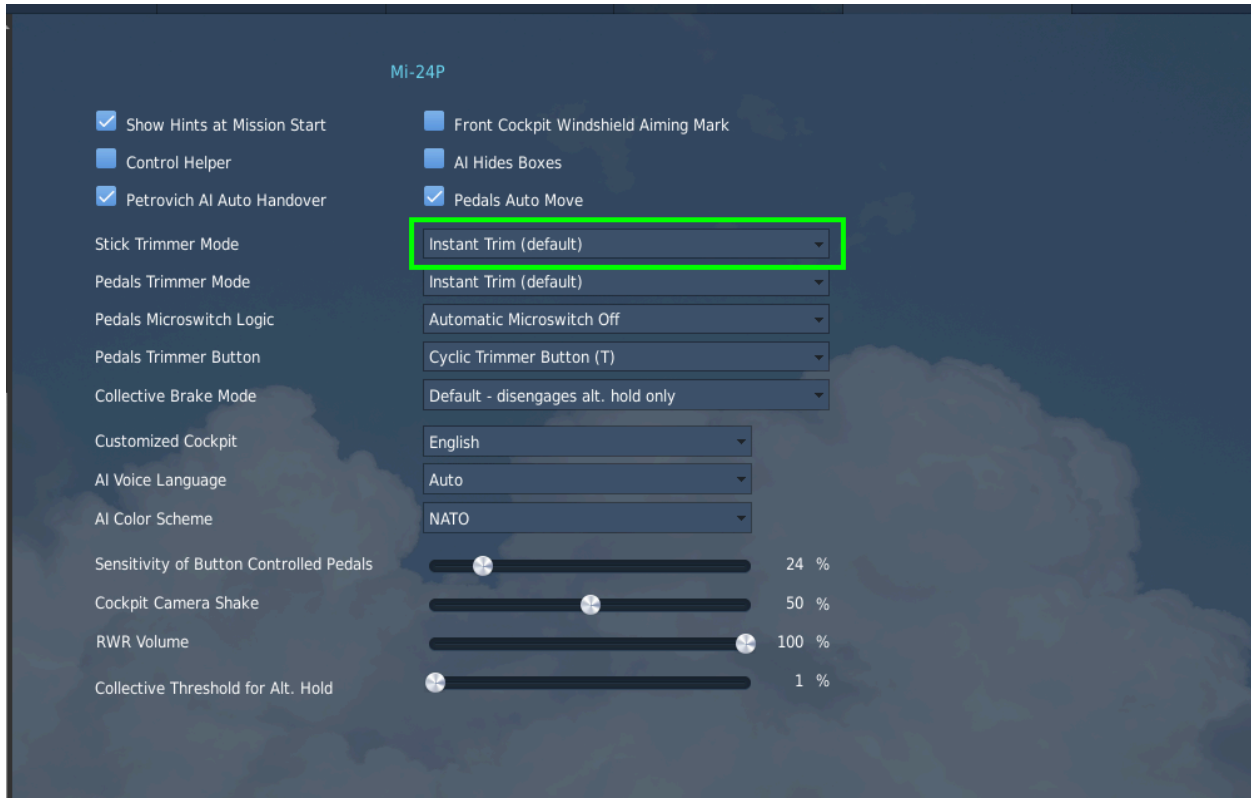 Mi-24P
Show Hints at Mission Start
Front Cockpit Windshield Aiming Mark
Control Helper
AI Hides Boxes
Petrovich AI Auto Handover
Pedals Auto Move
Stick Trimmer Mode
Instant Trim (default)
Pedals Trimmer Mode
Instant Trim (default)
Pedals Microswitch Logic
Automatic Microswitch Off
Pedals Trimmer Button
Cyclic Trimmer Button (T)
Collective Brake Mode
Default - disengages alt. hold only
Customized Cockpit
English
AI Voice Language
Auto
AI Color Scheme
NATO
Sensitivity of Button Controlled Pedals
24 %
Cockpit Camera Shake
50 %
RWR Volume
100 %
Collective Threshold for Alt. Hold
1 %